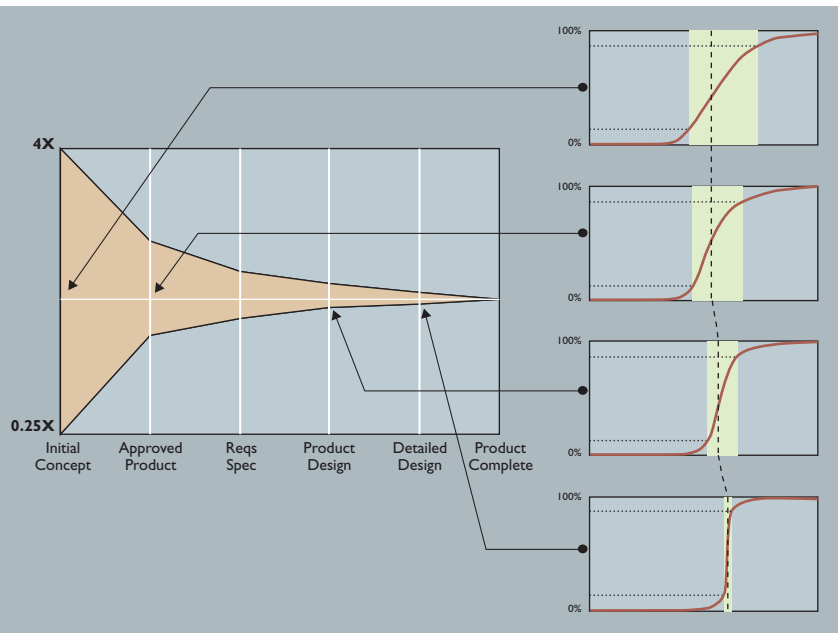 4X
0.25X
Initial
Concept
Approved
Product
Reqs
Spec
Product
Design
Detailed
Design
Product
Complete
100%
0%
100%
0%
100%
0%
100%
0%